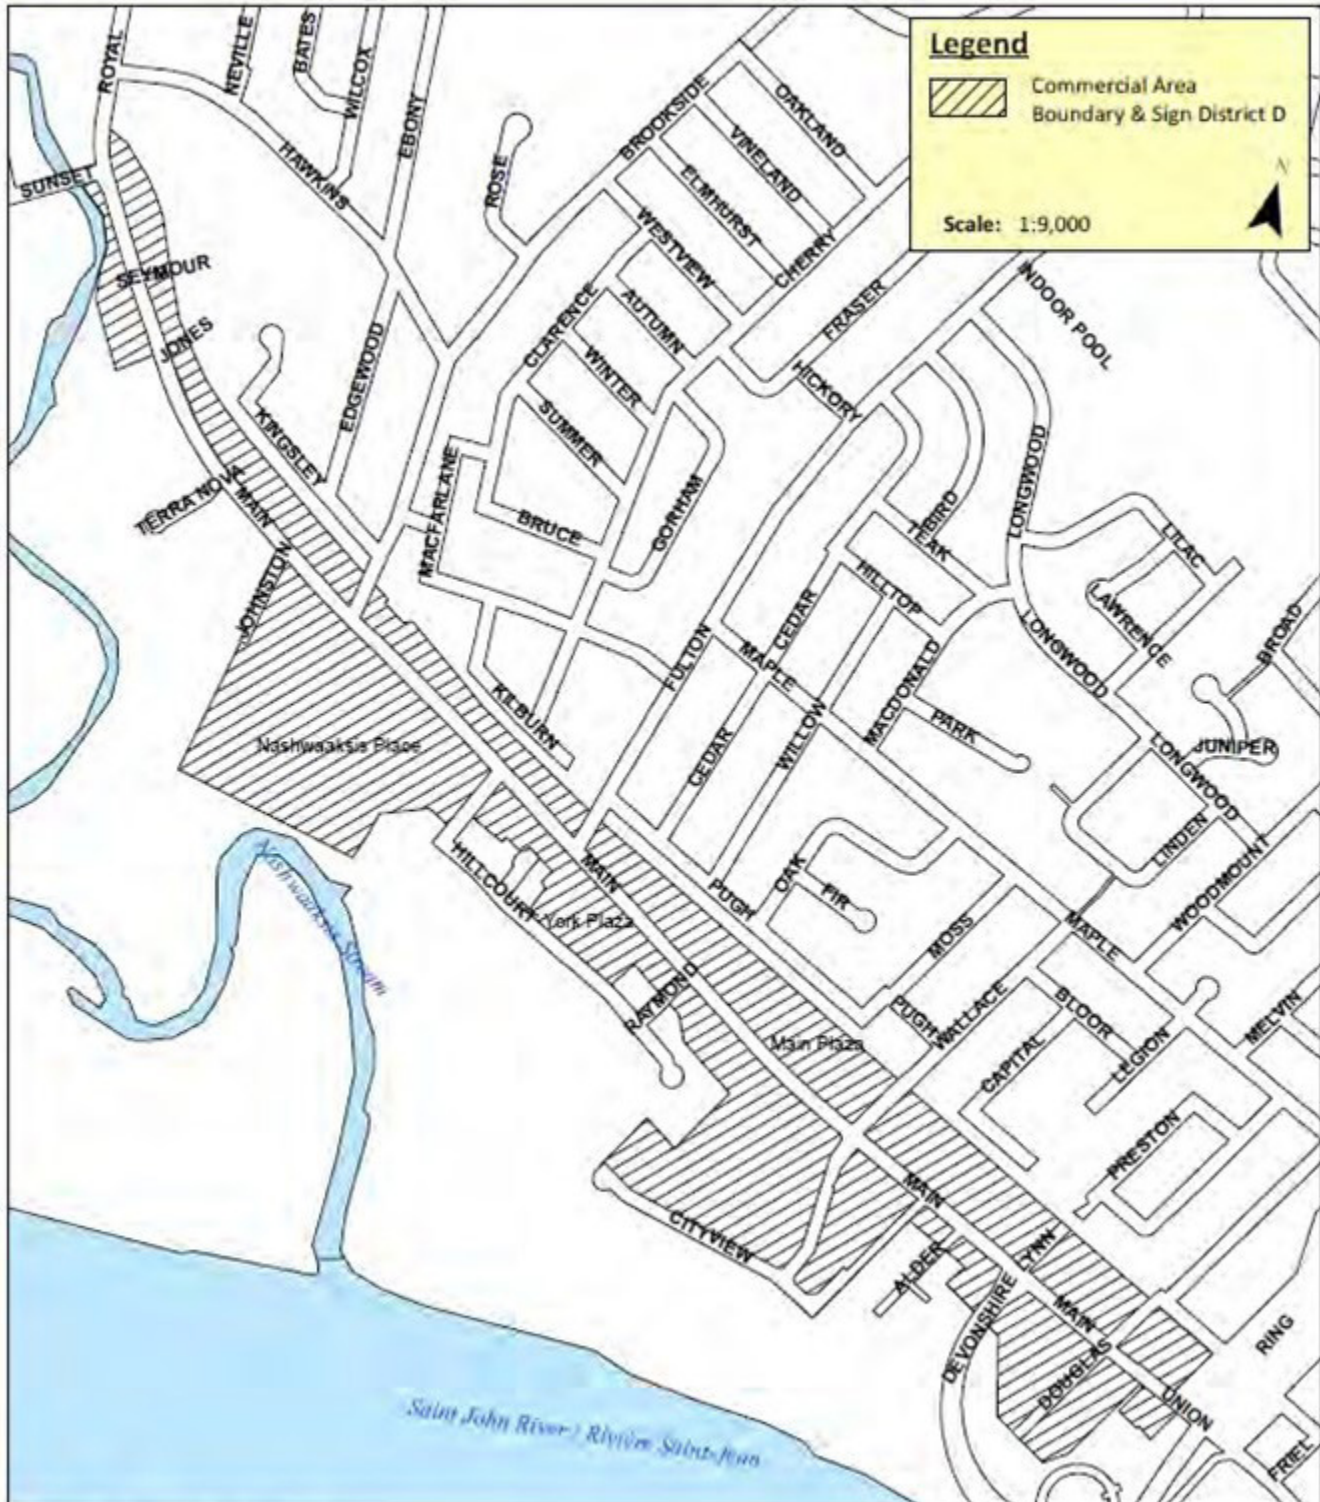 Legend
Commercial Area
Boundary & Sign District D
N
Scale: 1:9,000
ROYAL
NEVILLE
BATES
WILCOX
EBONY
HAWKINS
SUNSET
SEYMOUR
JONES
KINGSLEY
EDGEWOOD
ROSE
BROOKSIDE
OAKLAND
VINELAND
ELMHURST
WESTVIEW
CHERRY
FRASER
CLARENCE
AUTUMN
WINTER
SUMMER
HICKORY
INDOOR POOL
TERRA NOVA
MAIN
JOHNSTON
MACFARLANE
BRUCE
GORHAM
TEAK
BIRD
LONGWOOD
LILAC
LAWRENCE
BROAD
HILLTOP
CEDAR
LONGWOOD
FULTON
MAPLE
MACDONALD
KILBURN
CEDAR
WILLOW
PARK
JUNIPER
LONGWOOD
LINDEN
WOODMOUNT
Nashwaaksis Place
Nashwaaksis Stream
HILLCOURT
MAIN
York Plaza
PUGH
OAK
FIR
MOSS
MAPLE
RAYMOND
Main Plaza
PUGH
WALLACE
BLOOR
CAPITAL
LEGION
MELVIN
PRESTON
CITYVIEW
MAIN
ALDER
LYNN
DEVONSHIRE
MAIN
DOUGLAS
UNION
RING
FRIEL
Saint John River / Rivière Saint-Jean